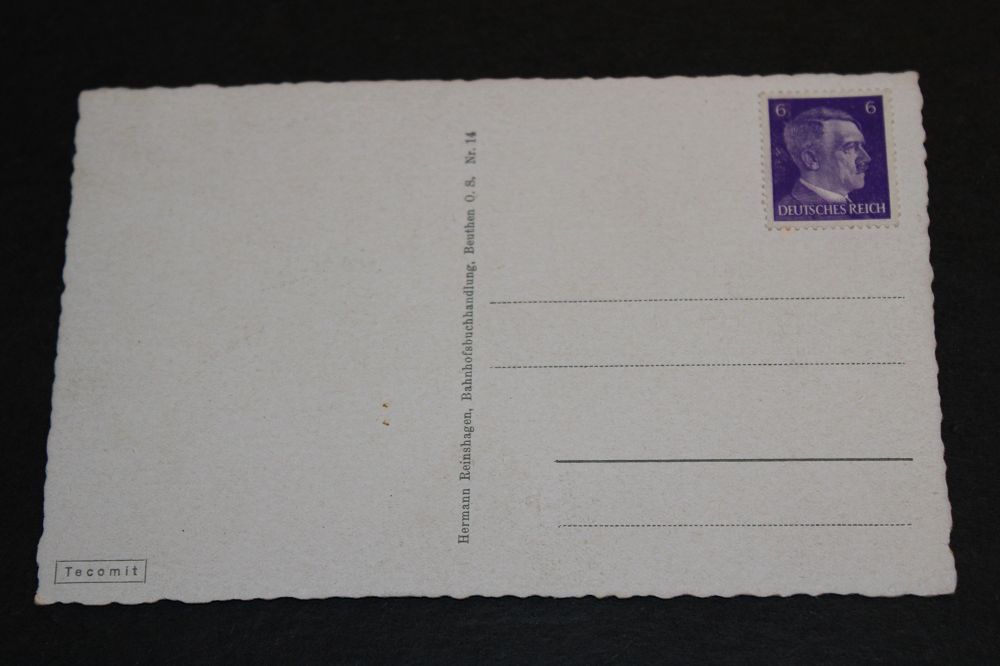 6 6
DEUTSCHES REICH
Hermann Reinshagen, Bahnhofsbuchhandlung, Beuthen O. S. Nr. 14
Tecomit